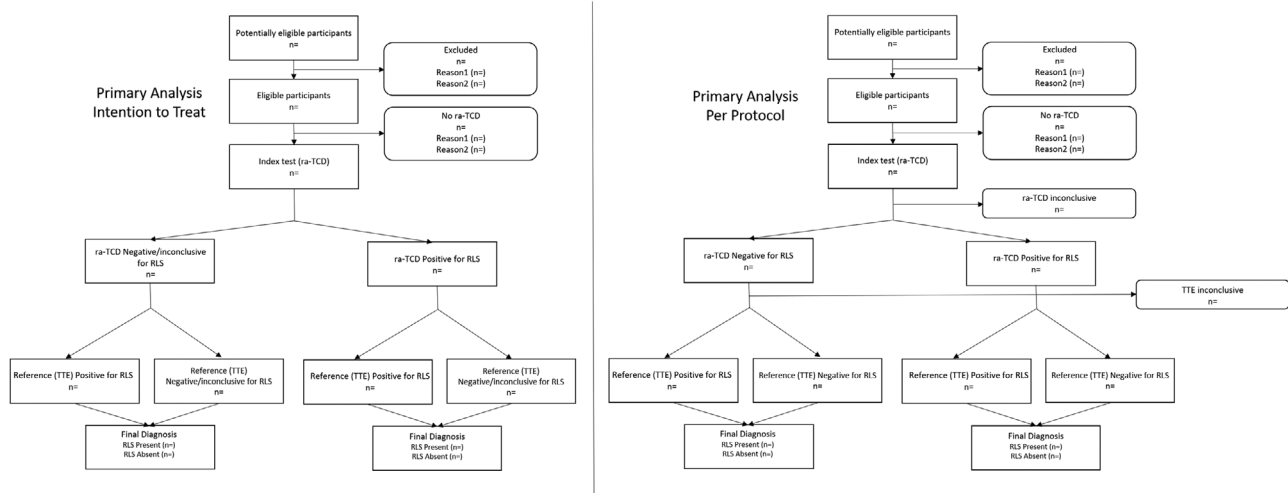 Primary Analysis
Intention to Treat
Potentially eligible participants
n=
Excluded
n=
Reason1 (n=)
Reason2 (n=)
Eligible participants
n=
No ra-TCD
n=
Reason1 (n=)
Reason2 (n=)
Index test (ra-TCD)
n=
ra-TCD Negative/inconclusive
for RLS
n=
ra-TCD Positive for RLS
n=
Reference (TTE) Positive for RLS
n=
Reference (TTE)
Negative/inconclusive for RLS
n=
Reference (TTE) Positive for RLS
n=
Reference (TTE)
Negative/inconclusive for RLS
n=
Final Diagnosis
RLS Present (n=)
RLS Absent (n=)
Final Diagnosis
RLS Present (n=)
RLS Absent (n=)
Primary Analysis
Per Protocol
Potentially eligible participants
n=
Excluded
n=
Reason1 (n=)
Reason2 (n=)
Eligible participants
n=
No ra-TCD
n=
Reason1 (n=)
Reason2 (n=)
Index test (ra-TCD)
n=
ra-TCD inconclusive
n=
ra-TCD Negative for RLS
n=
ra-TCD Positive for RLS
n=
TTE inconclusive
n=
Reference (TTE) Positive for RLS
n=
Reference (TTE) Negative for RLS
n=
Reference (TTE) Positive for RLS
n=
Reference (TTE) Negative for RLS
n=
Final Diagnosis
RLS Present (n=)
RLS Absent (n=)
Final Diagnosis
RLS Present (n=)
RLS Absent (n=)